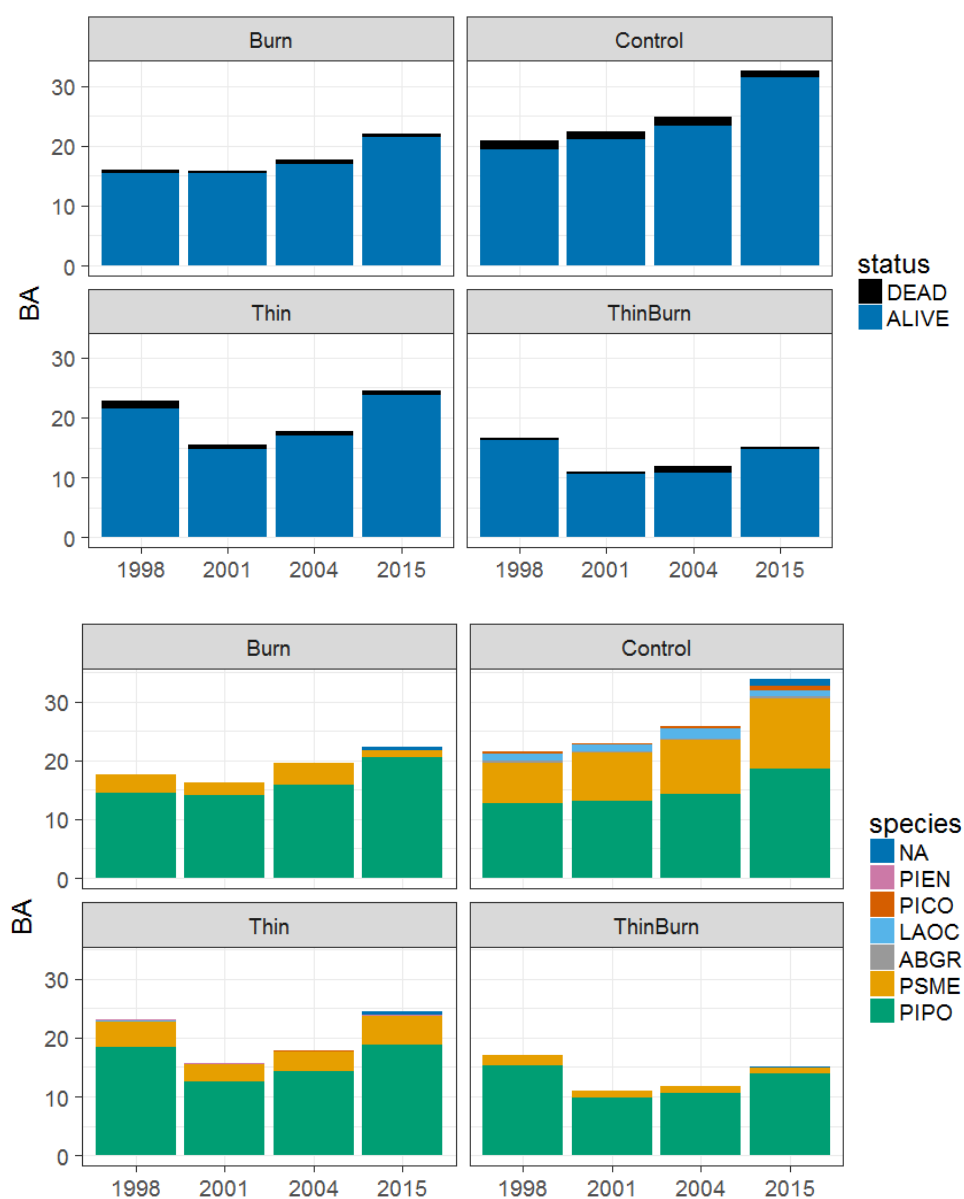 Burn Control
30
20
10
0
Thin ThinBurn
30
20
10
0
1998 2001 2004 2015 1998 2001 2004 2015
BA
status
DEAD
ALIVE
Burn Control
30
20
10
0
Thin ThinBurn
30
20
10
0
1998 2001 2004 2015 1998 2001 2004 2015
BA
species
NA
PIEN
PICO
LAOC
ABGR
PSME
PIPO